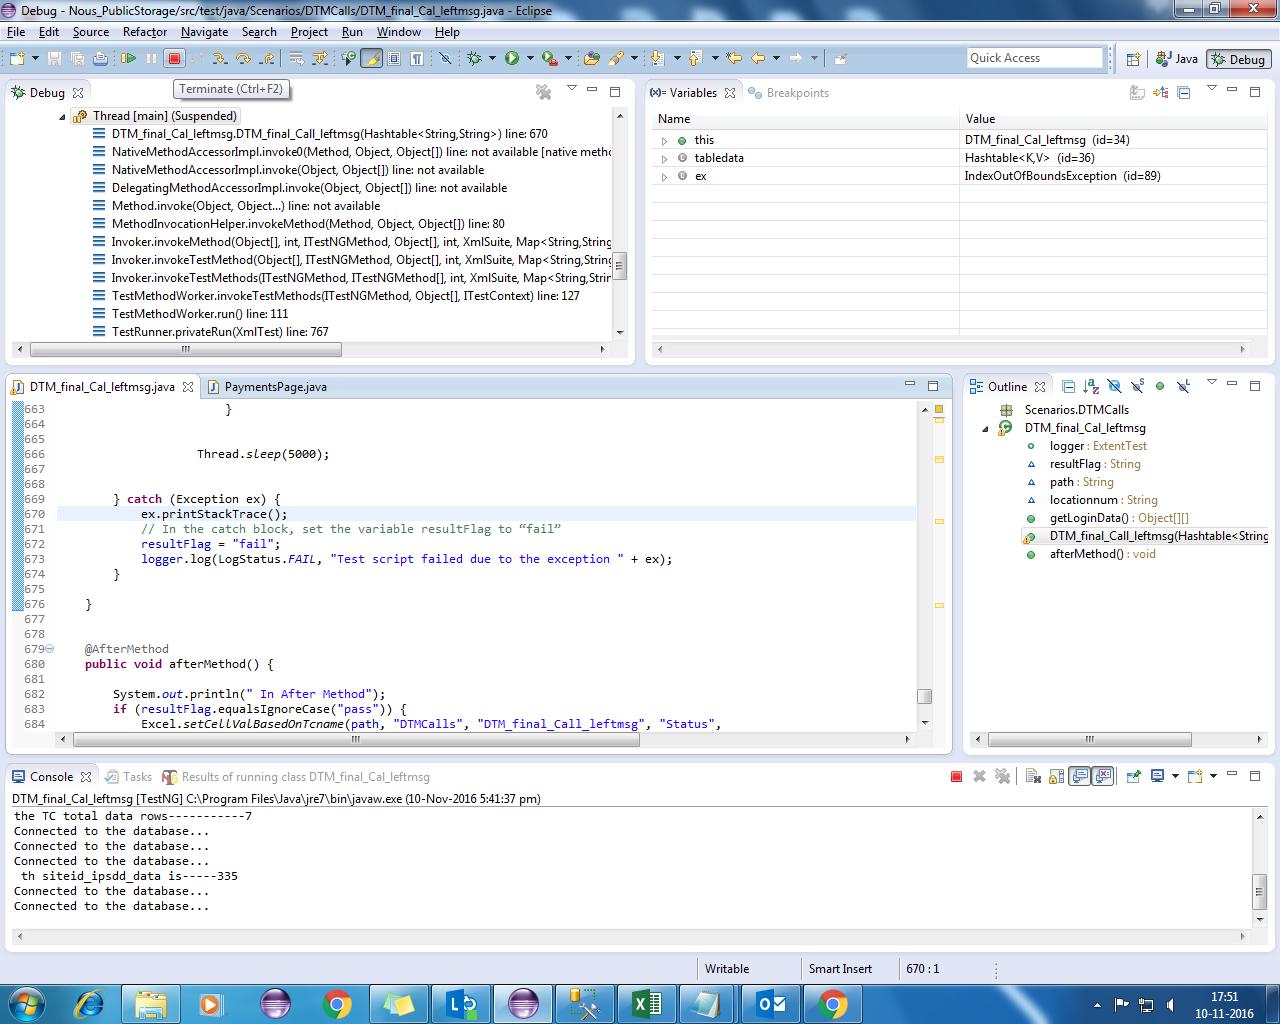 Debug - Nous_PublicStorage/src/test/java/Scenarios/DTMCalls/DTM_final_Cal_leftmsg.java - Eclipse
File Edit Source Refactor Navigate Search Project Run Window Help
Quick Access
Java
Debug
Debug
Terminate (Ctrl+F2)
Thread [main] (Suspended)
DTM_final_Cal_leftmsg.DTM_final_Call_leftmsg(Hashtable<String,String>) line: 670
NativeMethodAccessorImpl.invoke0(Method, Object, Object[]) line: not available [native metho
NativeMethodAccessorImpl.invoke(Object, Object[]) line: not available
DelegatingMethodAccessorImpl.invoke(Object, Object[]) line: not available
Method.invoke(Object, Object...) line: not available
MethodInvocationHelper.invokeMethod(Method, Object, Object[]) line: 80
Invoker.invokeMethod(Object[], int, ITestNGMethod, Object[], int, XmlSuite, Map<String,String
Invoker.invokeTestMethod(Object[], ITestNGMethod, Object[], int, XmlSuite, Map<String,String
Invoker.invokeTestMethods(ITestNGMethod, ITestNGMethod[], int, XmlSuite, Map<String,Strin
TestMethodWorker.invokeTestMethods(ITestNGMethod, Object[], ITestContext) line: 127
TestMethodWorker.run() line: 111
TestRunner.privateRun(XmlTest) line: 767
(x)= Variables Breakpoints
Name Value
this DTM_final_Cal_leftmsg (id=34)
tabledata Hashtable<K,V> (id=36)
ex IndexOutOfBoundsException (id=89)
DTM_final_Cal_leftmsg.java PaymentsPage.java
663 }
664
665
666 Thread.sleep(5000);
667
668
669 } catch (Exception ex) {
670 ex.printStackTrace();
671 // In the catch block, set the variable resultFlag to “fail”
672 resultFlag = "fail";
673 logger.log(LogStatus.FAIL, "Test script failed due to the exception " + ex);
674 }
675
676 }
677
678
679 @AfterMethod
680 public void afterMethod() {
681
682 System.out.println(" In After Method");
683 if (resultFlag.equalsIgnoreCase("pass")) {
684 Excel.setCellValBasedOnTcname(path, "DTMCalls", "DTM_final_Call_leftmsg", "Status",
Outline
Scenarios.DTMCalls
DTM_final_Cal_leftmsg
logger : ExtentTest
resultFlag : String
path : String
locationnum : String
getLoginData() : Object[][]
DTM_final_Call_leftmsg(Hashtable<String
afterMethod() : void
Console Tasks Results of running class DTM_final_Cal_leftmsg
DTM_final_Cal_leftmsg [TestNG] C:\Program Files\Java\jre7\bin\javaw.exe (10-Nov-2016 5:41:37 pm)
the TC total data rows-----------7
Connected to the database...
Connected to the database...
Connected to the database...
th siteid_ipsdd_data is-----335
Connected to the database...
Connected to the database...
Writable Smart Insert 670 : 1
17:51
10-11-2016